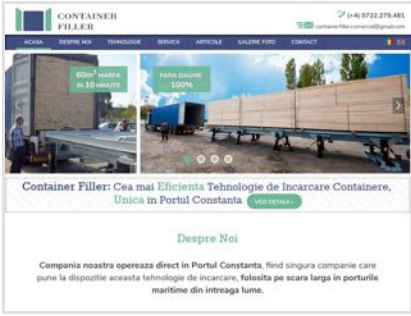 CONTAINER
FILLER
(+4) 0722.279.481
containerfiller.comercial@gmail.com
ACASA DESPRE NOI TEHNOLOGIE SERVICII ARTICOLE GALERIE FOTO CONTACT
60m³ MARFA
IN 10 MINUTE
FARA DAUNE
100%
Container Filler: Cea mai Eficienta Tehnologie de Incarcare Containere,
Unica in Portul Constanta VEZI DETALII ›
Despre Noi
Compania noastra opereaza direct in Portul Constanta, fiind singura companie care
pune la dispozitie aceasta tehnologie de incarcare, folosita pe scara larga in porturile
maritime din intreaga lume.